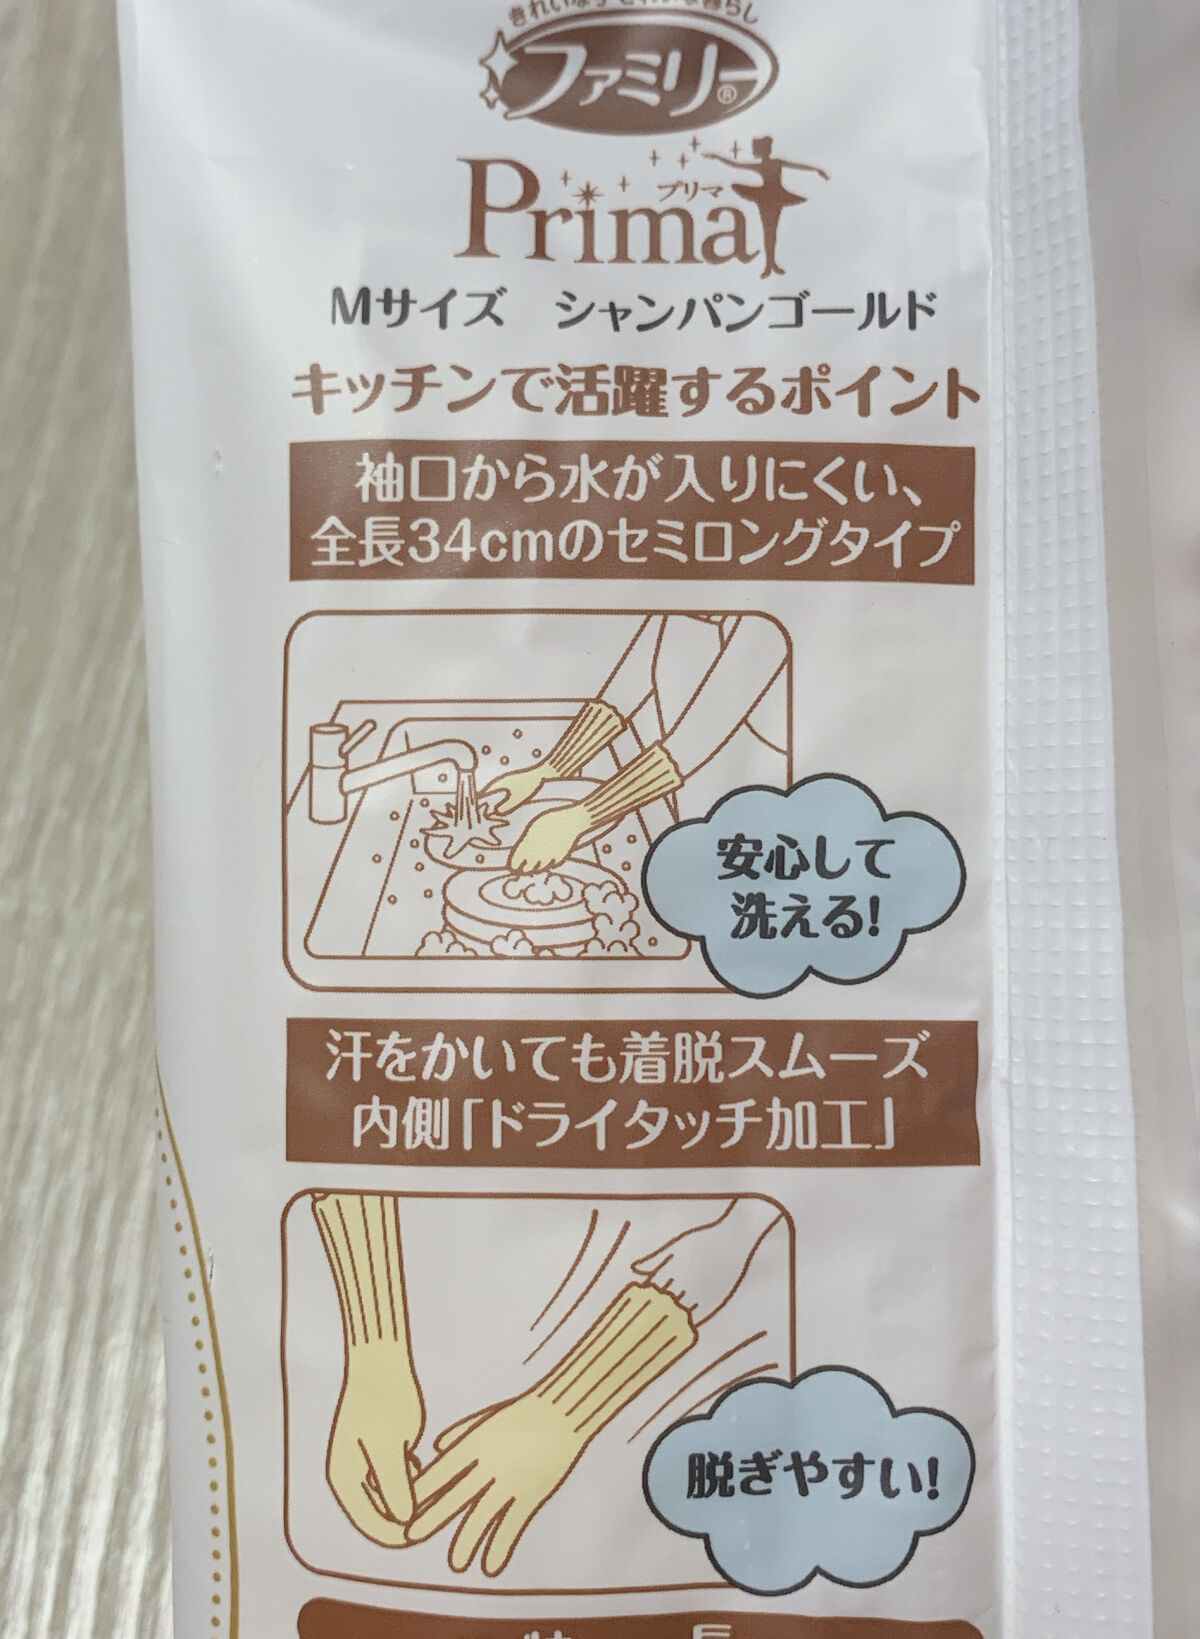 きれいな手 きれいな暮らし
ファミリー®
プリマ
Prima
Mサイズ　シャンパンゴールド
キッチンで活躍するポイント
袖口から水が入りにくい、
全長34cmのセミロングタイプ
安心して
洗える!
汗をかいても着脱スムーズ
内側「ドライタッチ加工」
脱ぎやすい!